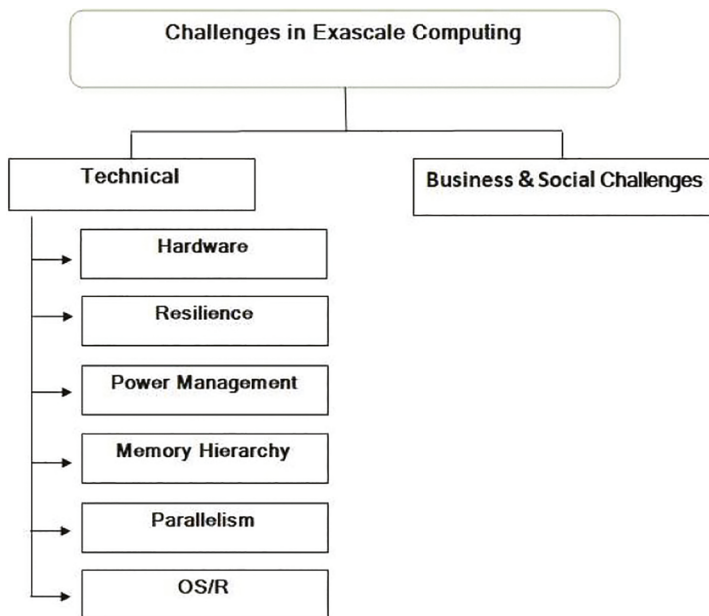 Challenges in Exascale Computing
Technical
Business & Social Challenges
Hardware
Resilience
Power Management
Memory Hierarchy
Parallelism
OS/R